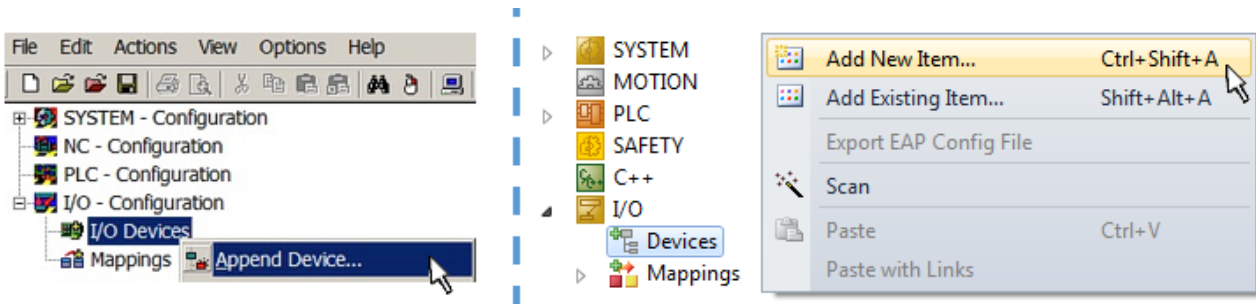 File Edit Actions View Options Help
SYSTEM - Configuration
NC - Configuration
PLC - Configuration
I/O - Configuration
I/O Devices
Mappings
Append Device...
SYSTEM
MOTION
PLC
SAFETY
C++
I/O
Devices
Mappings
Add New Item... Ctrl+Shift+A
Add Existing Item... Shift+Alt+A
Export EAP Config File
Scan
Paste Ctrl+V
Paste with Links